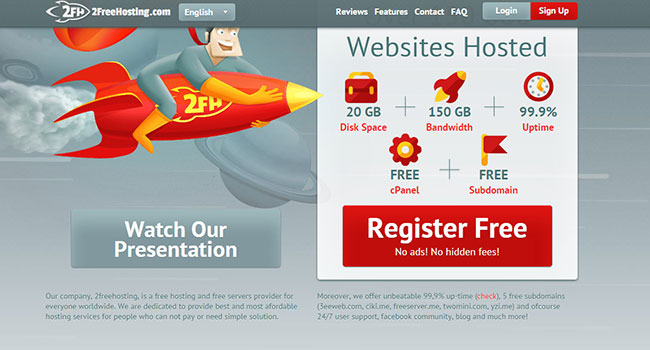 2FH 2FreeHosting.com English Reviews Features Contact FAQ Login Sign Up
Websites Hosted
2FH
20 GB 150 GB 99.9%
Disk Space Bandwidth Uptime
FREE FREE
cPanel Subdomain
Watch Our
Presentation
Register Free
No ads! No hidden fees!
Our company, 2freehosting, is a free hosting and free servers provider for
everyone worldwide. We are dedicated to provide best and most afordable
hosting services for people who can not pay or need simple solution.
Moreover, we offer unbeatable 99,9% up-time (check), 5 free subdomains
(3eeweb.com, cikl.me, freeserver.me, twomini.com, yzi.me) and ofcourse
24/7 user support, facebook community, blog and much more!